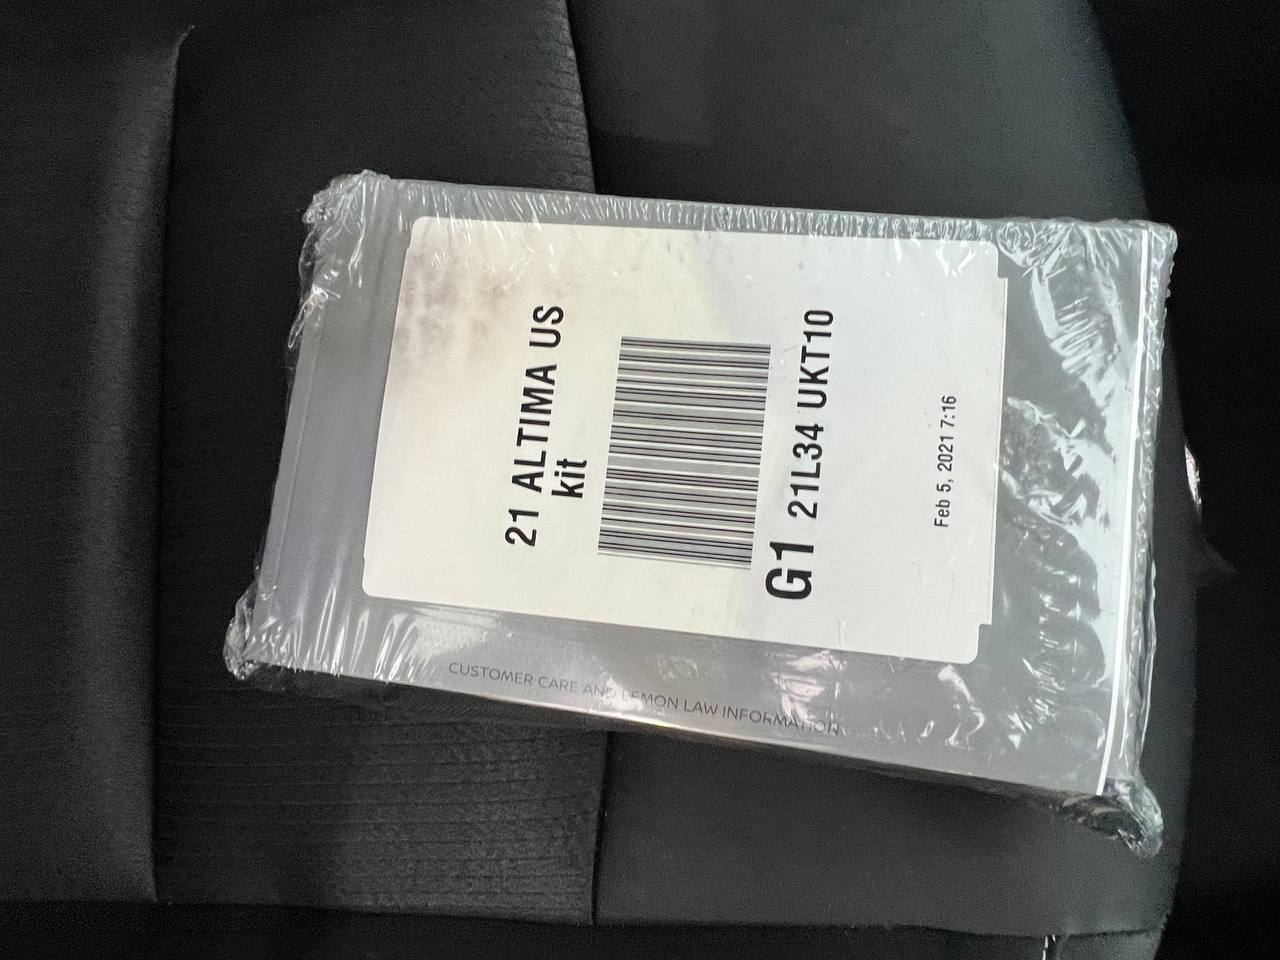 21 ALTIMA US
kit
G1 21L34 UKT10
Feb 5, 2021 7:16
CUSTOMER CARE AND LEMON LAW INFORMATION